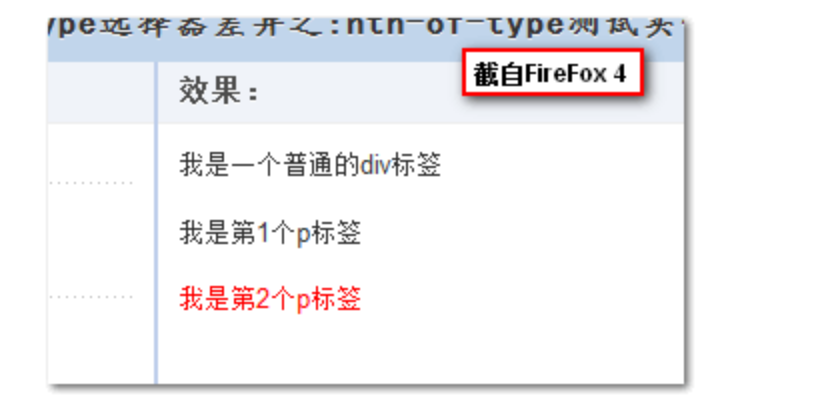 ype选择器差异之:nth-of-type测试实
截自FireFox 4
效果：
我是一个普通的div标签
我是第1个p标签
我是第2个p标签